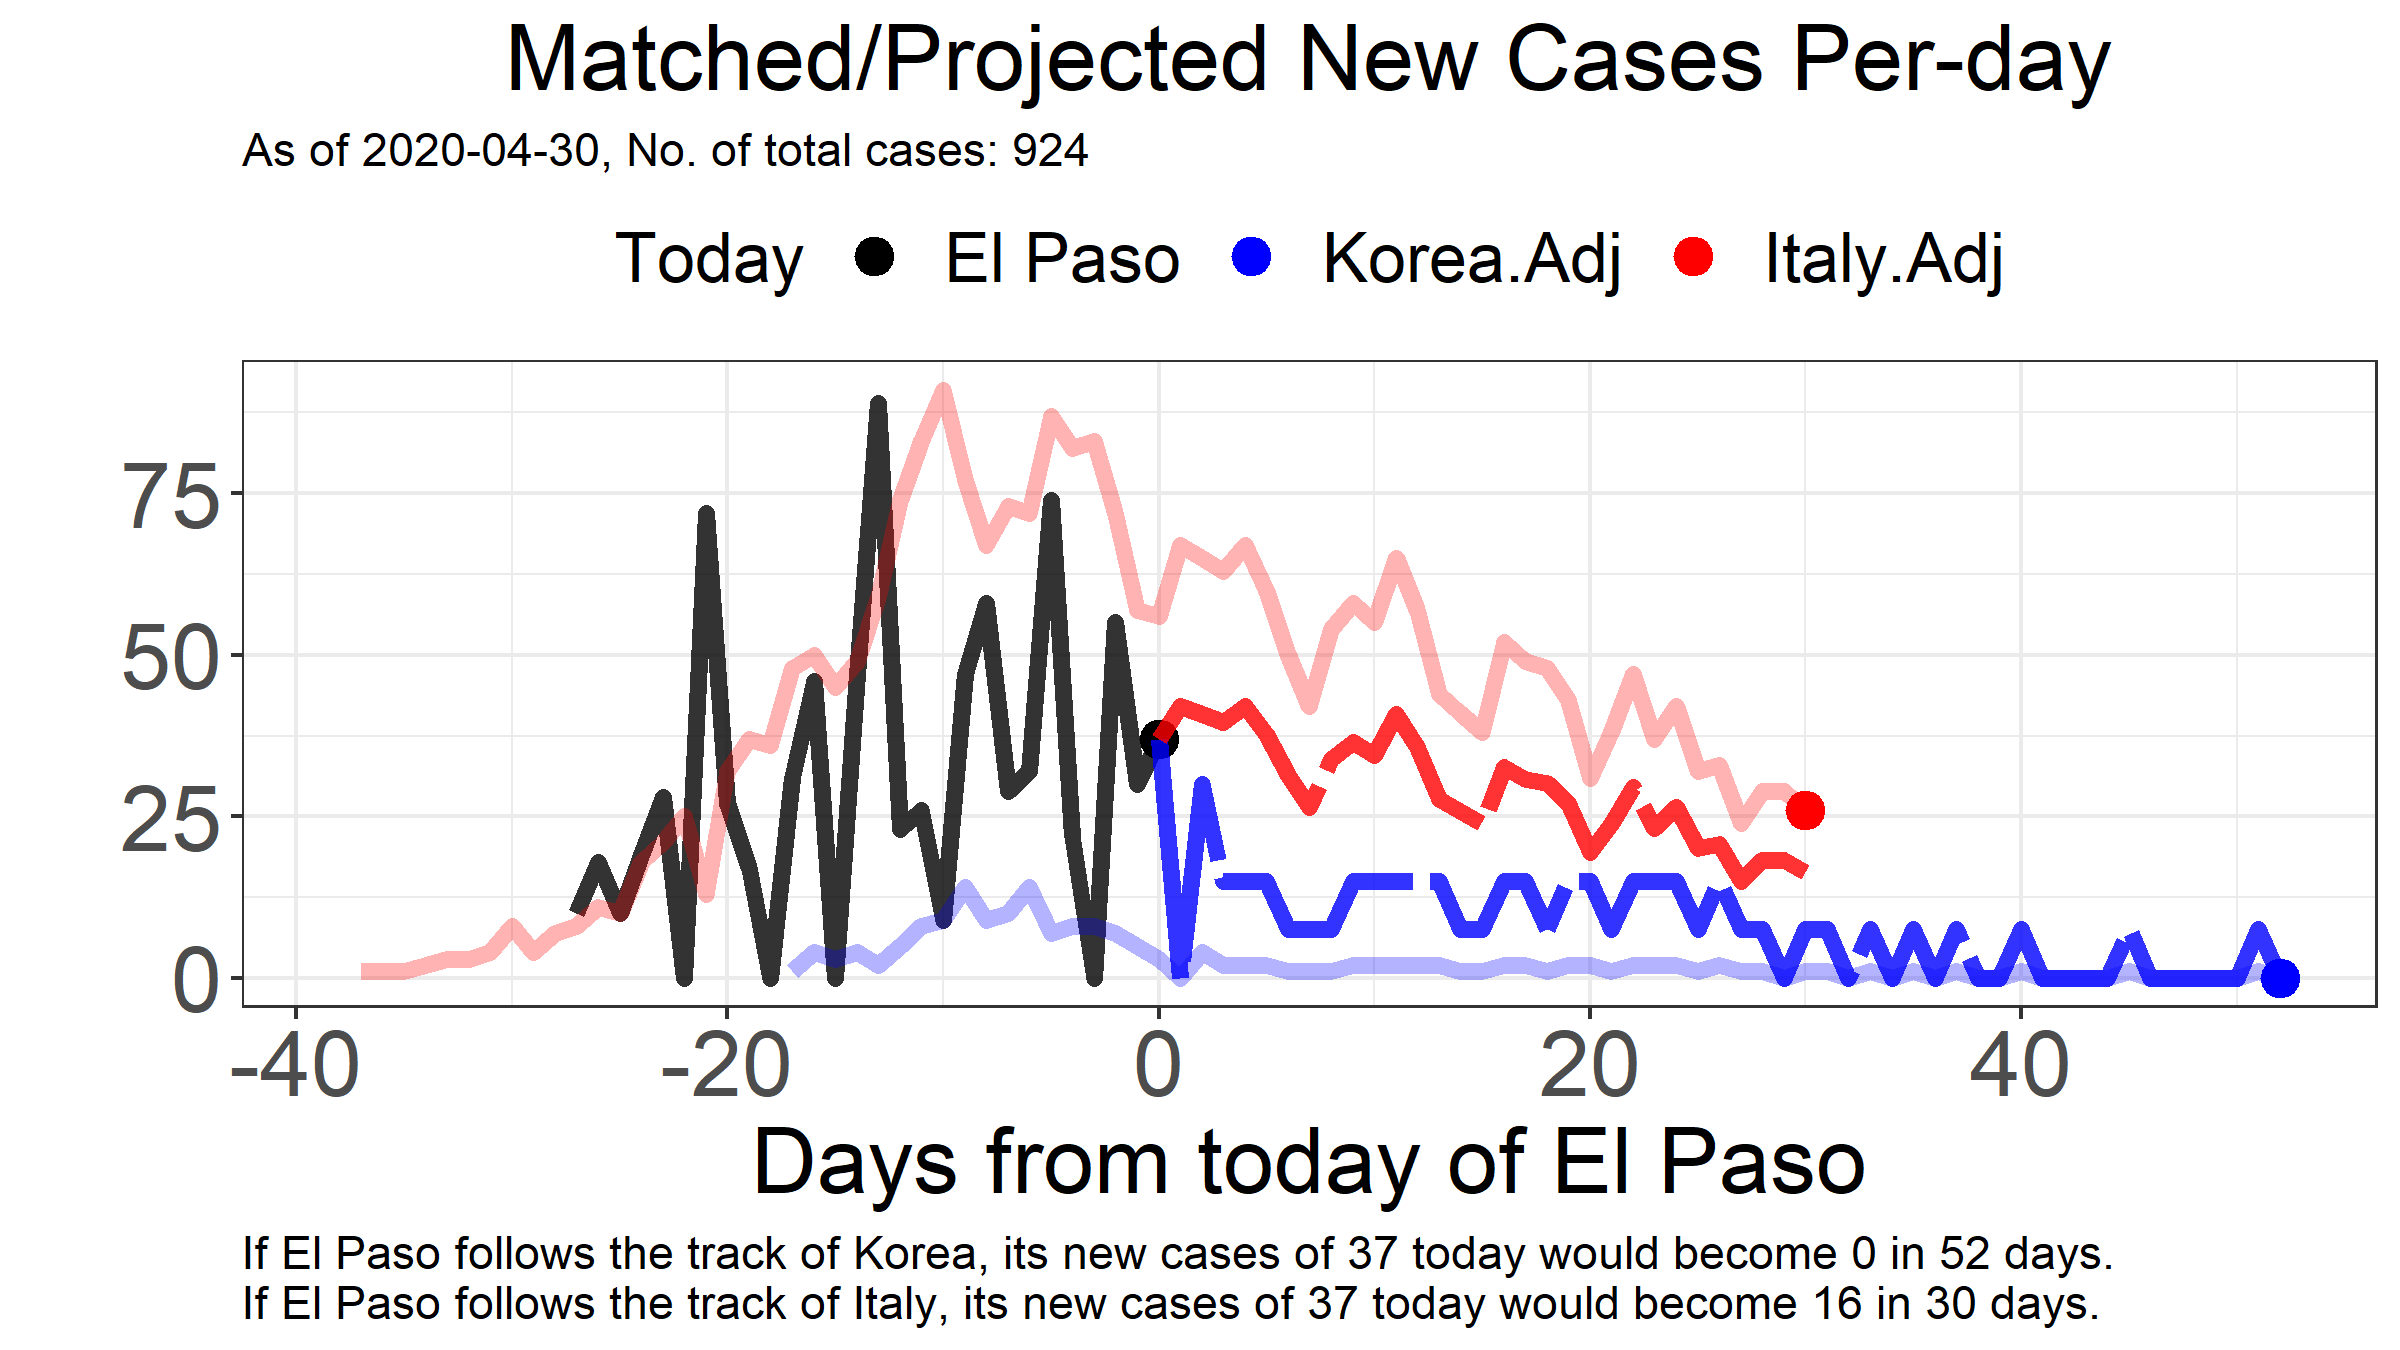 Matched/Projected New Cases Per-day
As of 2020-04-30, No. of total cases: 924
Today El Paso Korea.Adj Italy.Adj
75
50
25
0
-40 -20 0 20 40
Days from today of El Paso
If El Paso follows the track of Korea, its new cases of 37 today would become 0 in 52 days.
If El Paso follows the track of Italy, its new cases of 37 today would become 16 in 30 days.